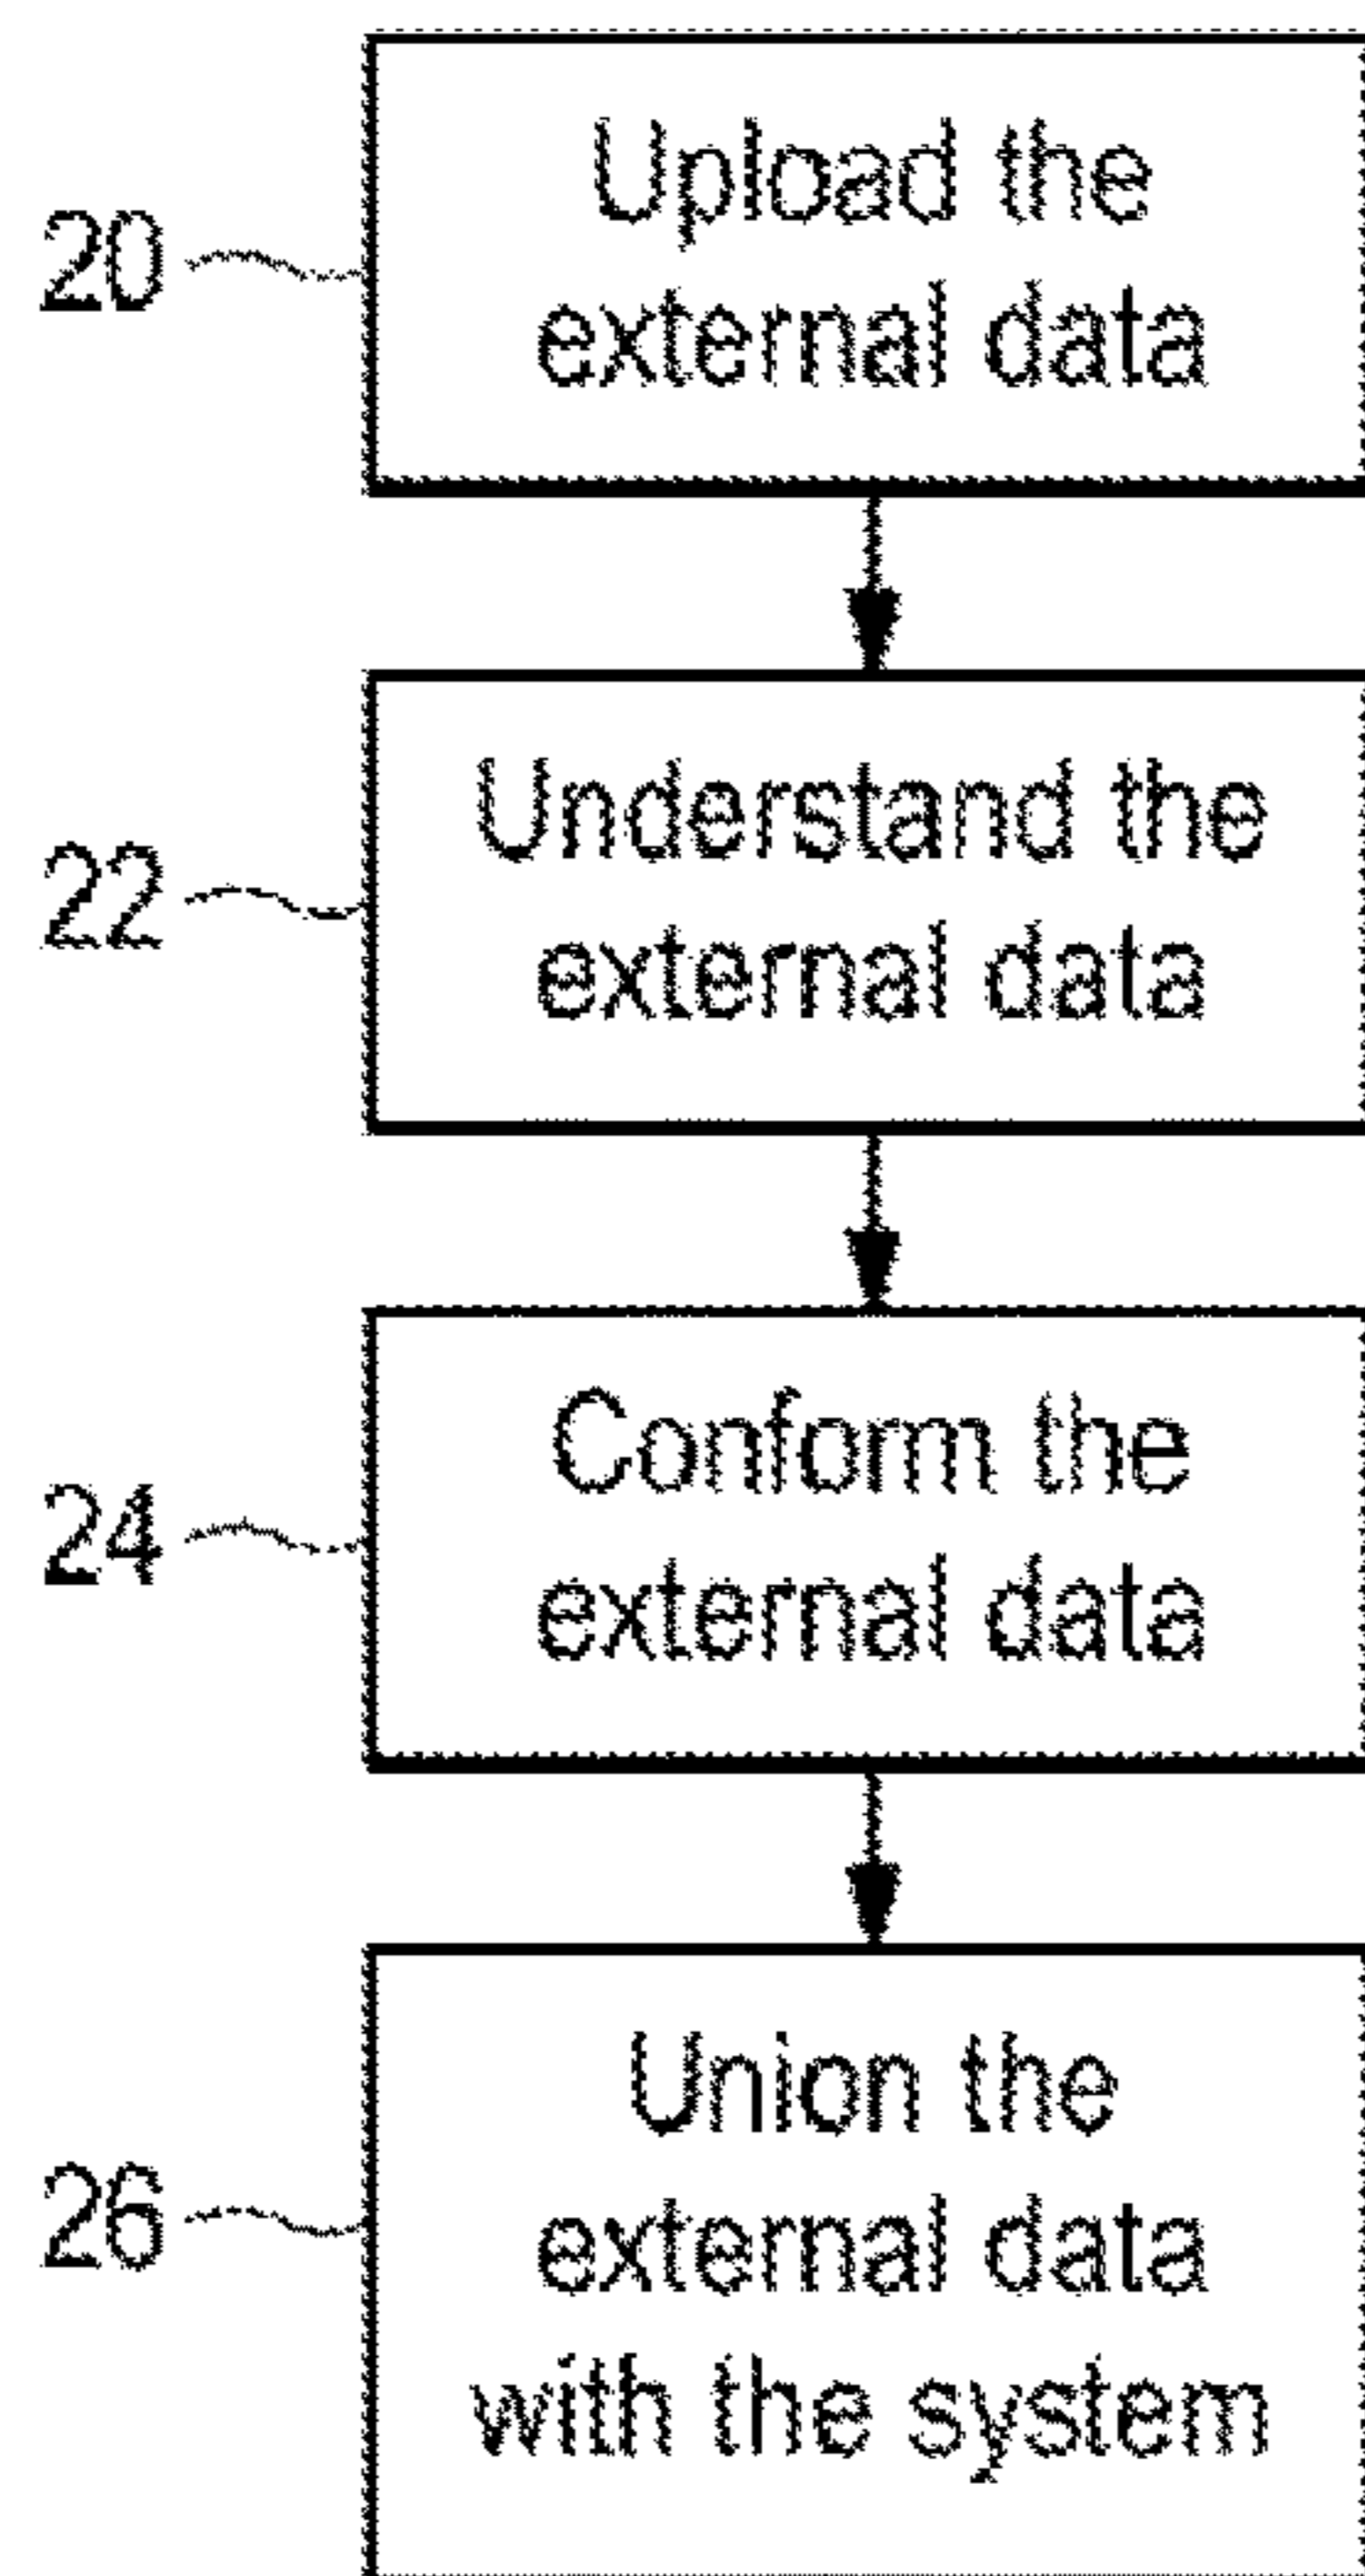 20
Upload the
external data
22
Understand the
external data
24
Conform the
external data
26
Union the
external data
with the system